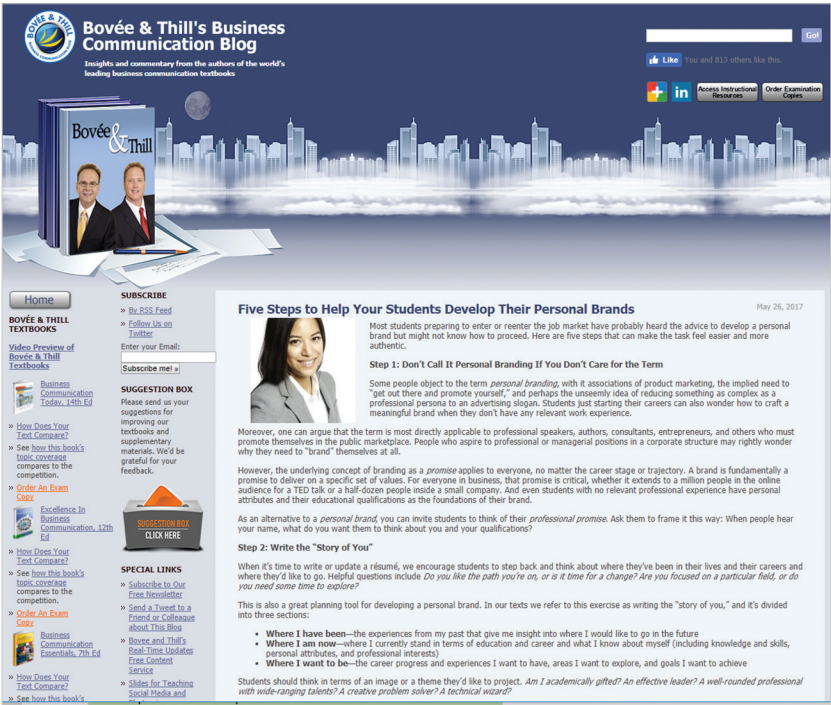 BOVÉE & THILL
Bovée & Thill's Business
Communication Blog
Insights and commentary from the authors of the world's
leading business communication textbooks
Go!
Like You and 813 others like this.
in
Access Instructional
Resources
Order Examination
Copies
Bovée
&
Thill
Home
BOVÉE & THILL
TEXTBOOKS
Video Preview of
Bovée & Thill
Textbooks
Business
Communication
Today, 14th Ed
» How Does Your
Text Compare?
» See how this book's
topic coverage
compares to the
competition.
» Order An Exam
Copy
Excellence In
Business
Communication, 12th
Ed
» How Does Your
Text Compare?
» See how this book's
topic coverage
compares to the
competition.
» Order An Exam
Copy
Business
Communication
Essentials, 7th Ed
» How Does Your
Text Compare?
» See how this book's
SUBSCRIBE
» By RSS Feed
» Follow Us on
Twitter
Enter your Email:
Subscribe me! »
SUGGESTION BOX
Please send us your
suggestions for
improving our
textbooks and
supplementary
materials. We'd be
grateful for your
feedback.
SUGGESTION BOX
CLICK HERE
SPECIAL LINKS
» Subscribe to Our
Free Newsletter
» Send a Tweet to a
Friend or Colleague
about This Blog
» Bovee and Thill's
Real-Time Updates
Free Content
Service
» Slides for Teaching
Social Media and
Five Steps to Help Your Students Develop Their Personal Brands
May 26, 2017
Most students preparing to enter or reenter the job market have probably heard the advice to develop a personal
brand but might not know how to proceed. Here are five steps that can make the task feel easier and more
authentic.
Step 1: Don't Call It Personal Branding If You Don't Care for the Term
Some people object to the term personal branding, with it associations of product marketing, the implied need to
"get out there and promote yourself," and perhaps the unseemly idea of reducing something as complex as a
professional persona to an advertising slogan. Students just starting their careers can also wonder how to craft a
meaningful brand when they don't have any relevant work experience.
Moreover, one can argue that the term is most directly applicable to professional speakers, authors, consultants, entrepreneurs, and others who must
promote themselves in the public marketplace. People who aspire to professional or managerial positions in a corporate structure may rightly wonder
why they need to "brand" themselves at all.
However, the underlying concept of branding as a promise applies to everyone, no matter the career stage or trajectory. A brand is fundamentally a
promise to deliver on a specific set of values. For everyone in business, that promise is critical, whether it extends to a million people in the online
audience for a TED talk or a half-dozen people inside a small company. And even students with no relevant professional experience have personal
attributes and their educational qualifications as the foundations of their brand.
As an alternative to a personal brand, you can invite students to think of their professional promise. Ask them to frame it this way: When people hear
your name, what do you want them to think about you and your qualifications?
Step 2: Write the "Story of You"
When it's time to write or update a résumé, we encourage students to step back and think about where they've been in their lives and their careers and
where they'd like to go. Helpful questions include Do you like the path you're on, or is it time for a change? Are you focused on a particular field, or do
you need some time to explore?
This is also a great planning tool for developing a personal brand. In our texts we refer to this exercise as writing the "story of you," and it's divided
into three sections:
• Where I have been—the experiences from my past that give me insight into where I would like to go in the future
• Where I am now—where I currently stand in terms of education and career and what I know about myself (including knowledge and skills,
personal attributes, and professional interests)
• Where I want to be—the career progress and experiences I want to have, areas I want to explore, and goals I want to achieve
Students should think in terms of an image or a theme they'd like to project. Am I academically gifted? An effective leader? A well-rounded professional
with wide-ranging talents? A creative problem solver? A technical wizard?